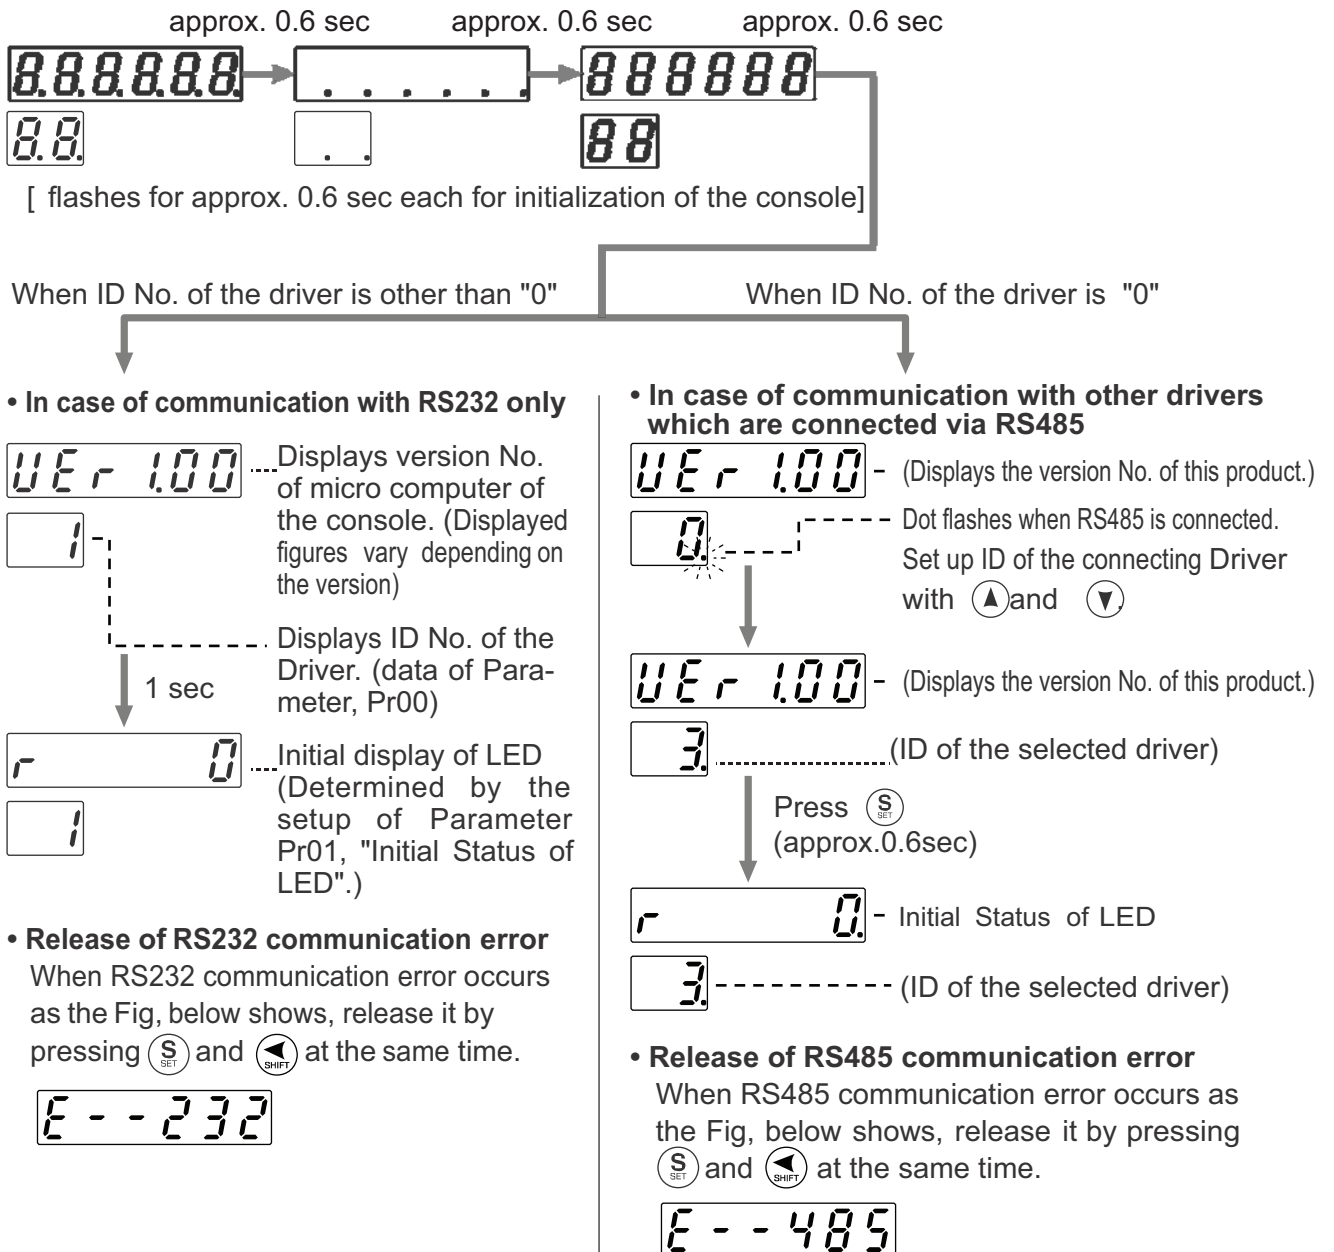 approx. 0.6 sec approx. 0.6 sec approx. 0.6 sec
8.8.8.8.8.8. . . . . . . 888888
8.8. . . 88
[ flashes for approx. 0.6 sec each for initialization of the console]
When ID No. of the driver is other than "0"
When ID No. of the driver is "0"
• In case of communication with RS232 only
UEr 1.00
Displays version No.
of micro computer of
the console. (Displayed
figures vary depending on
the version)
1
Displays ID No. of the
Driver. (data of Para-
meter, Pr00)
1 sec
r 0
Initial display of LED
(Determined by the
setup of Parameter
Pr01, "Initial Status of
LED".)
1
• Release of RS232 communication error
When RS232 communication error occurs
as the Fig, below shows, release it by
pressing S SET and SHIFT at the same time.
E--232
• In case of communication with other drivers
which are connected via RS485
UEr 1.00
(Displays the version No. of this product.)
0.
Dot flashes when RS485 is connected.
Set up ID of the connecting Driver
with ▲ and ▼.
UEr 1.00
(Displays the version No. of this product.)
3.
(ID of the selected driver)
Press S SET
(approx.0.6sec)
r 0.
Initial Status of LED
3.
(ID of the selected driver)
• Release of RS485 communication error
When RS485 communication error occurs as
the Fig, below shows, release it by pressing
S SET and SHIFT at the same time.
E--485